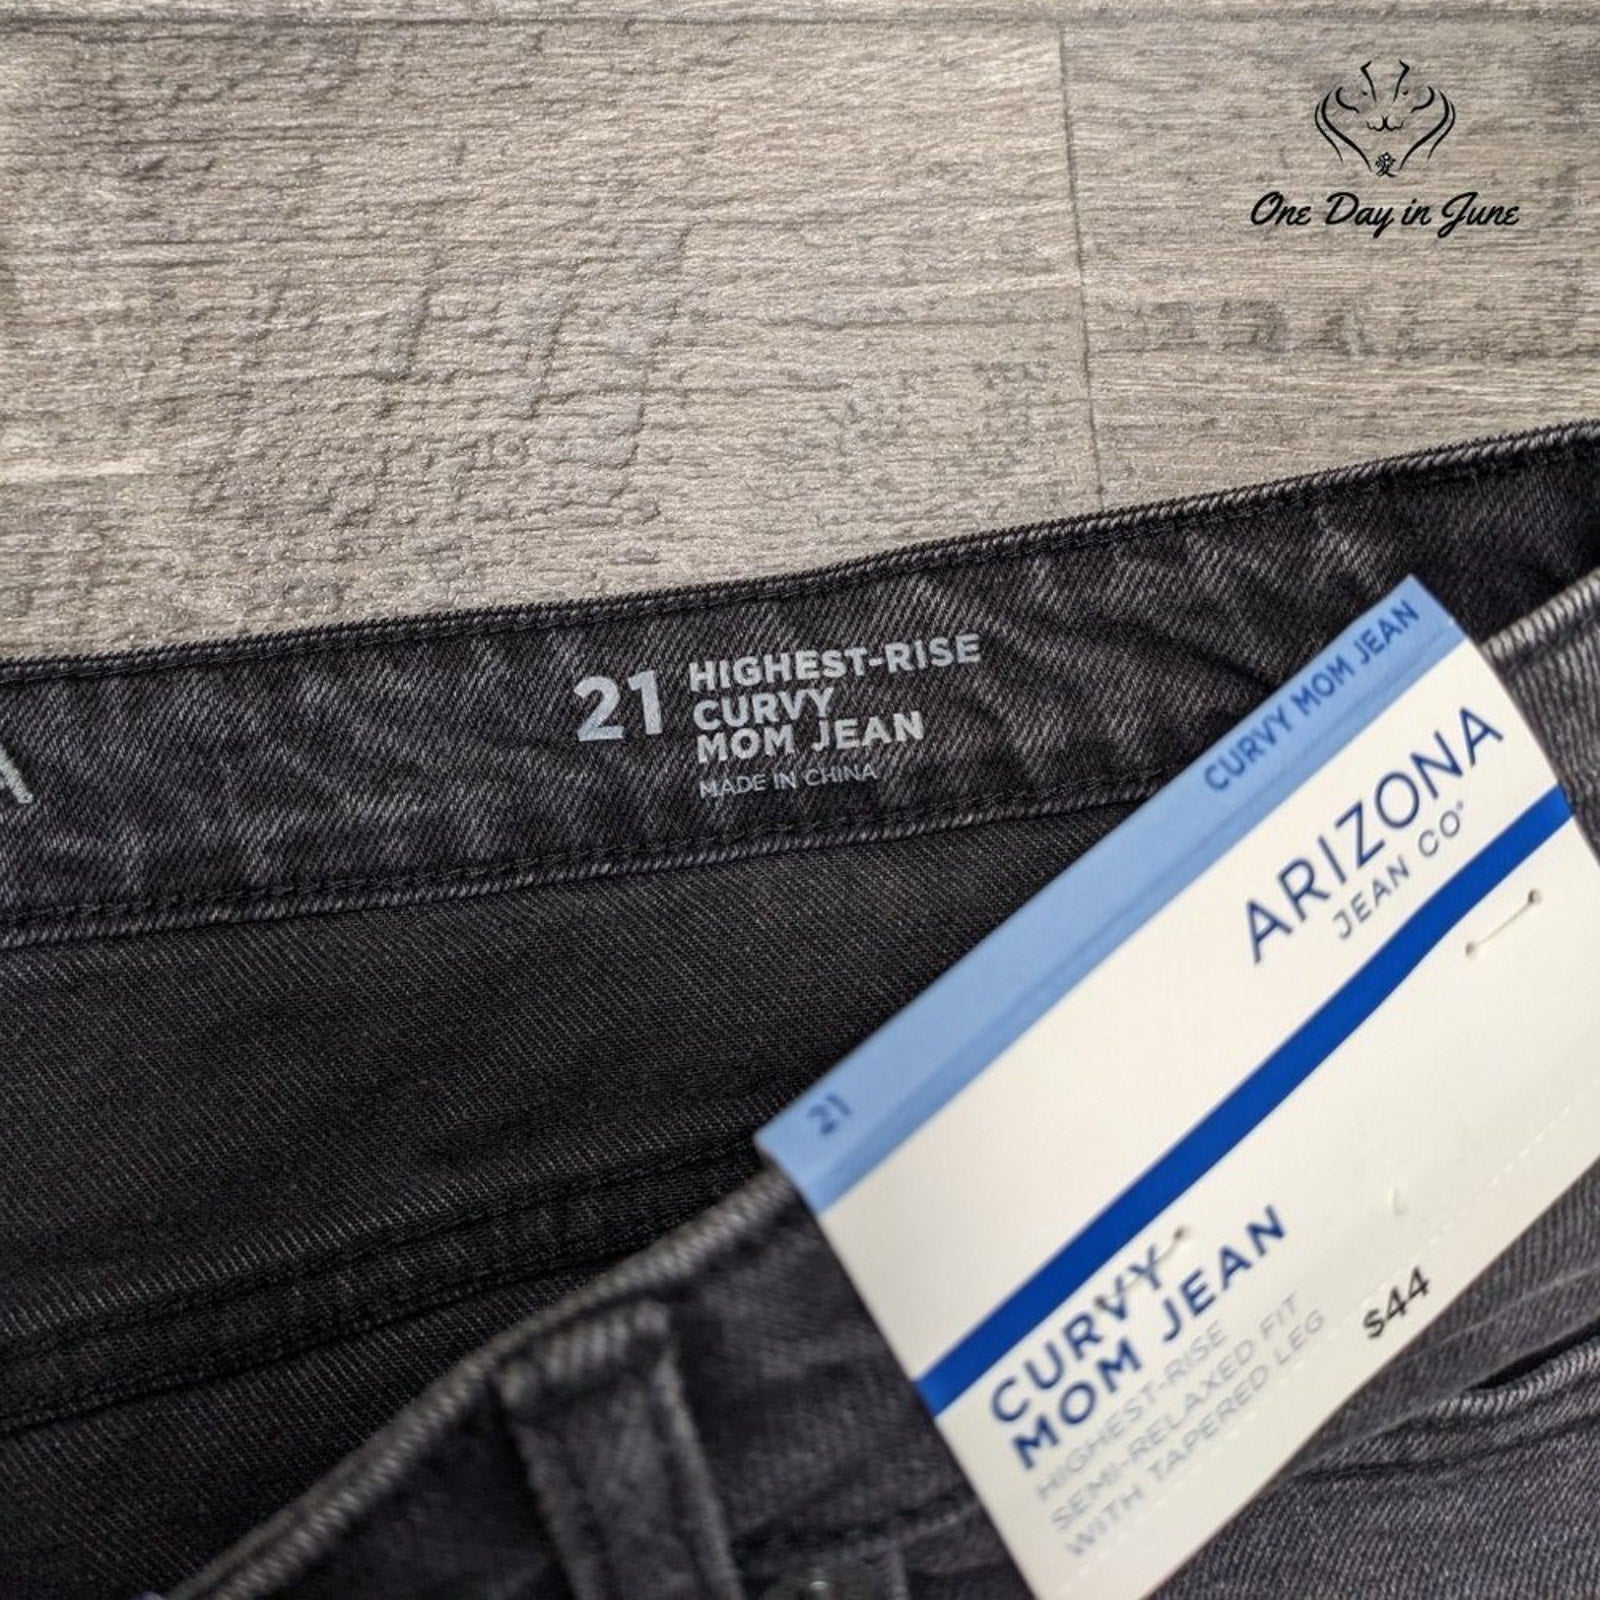 愛
One Day in June
21 HIGHEST-RISE
CURVY
MOM JEAN
MADE IN CHINA
A
21 CURVY MOM JEAN
ARIZONA
JEAN CO
CURVY
MOM JEAN
HIGHEST-RISE
SEMI-RELAXED FIT
WITH TAPERED LEG
$44